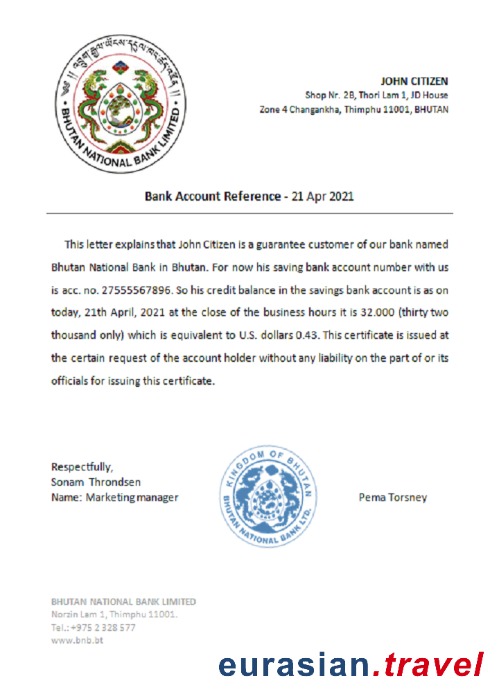 BHUTAN NATIONAL BANK LIMITED
JOHN CITIZEN
Shop Nr. 2B, Thori Lam 1, JD House
Zone 4 Changankha, Thimphu 11001, BHUTAN
Bank Account Reference - 21 Apr 2021
This letter explains that John Citizen is a guarantee customer of our bank named
Bhutan National Bank in Bhutan. For now his saving bank account number with us
is acc. no. 27555567896. So his credit balance in the savings bank account is as on
today, 21th April, 2021 at the close of the business hours it is 32.000 (thirty two
thousand only) which is equivalent to U.S. dollars 0.43. This certificate is issued at
the certain request of the account holder without any liability on the part of or its
officials for issuing this certificate.
Respectfully,
Sonam Throndsen
Name: Marketing manager
KINGDOM OF BHUTAN
BHUTAN NATIONAL BANK LTD.
Pema Torsney
BHUTAN NATIONAL BANK LIMITED
Norzin Lam 1, Thimphu 11001.
Tel.: +975 2 328 577
www.bnb.bt
eurasian.travel